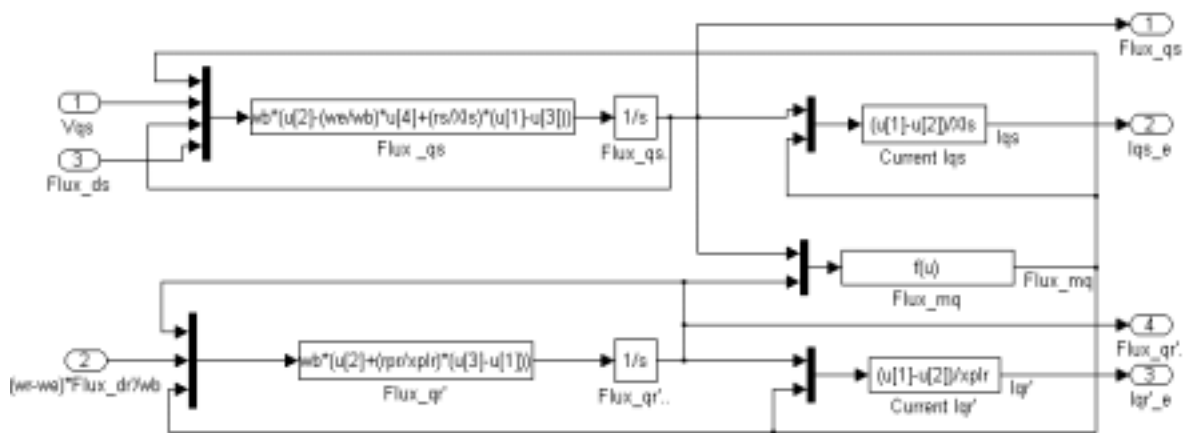 1
Flux_qs
1
Vqs
wb*(u[2]-(we/wb)*u[4]+(rs/Xls)*(u[1]-u[3]))
Flux _qs
1/s
Flux_qs.
(u[1]-u[2])/Xls
Current Iqs
Iqs
2
Iqs_e
3
Flux_ds
f(u)
Flux_mq
Flux_mq
2
(wr-we)*Flux_dr'/wb
wb*(u[2]+(rpr/xplr)*(u[3]-u[1]))
Flux_qr'
1/s
Flux_qr'..
(u[1]-u[2])/xplr
Current Iqr'
Iqr'
4
Flux_qr'.
3
Iqr'_e